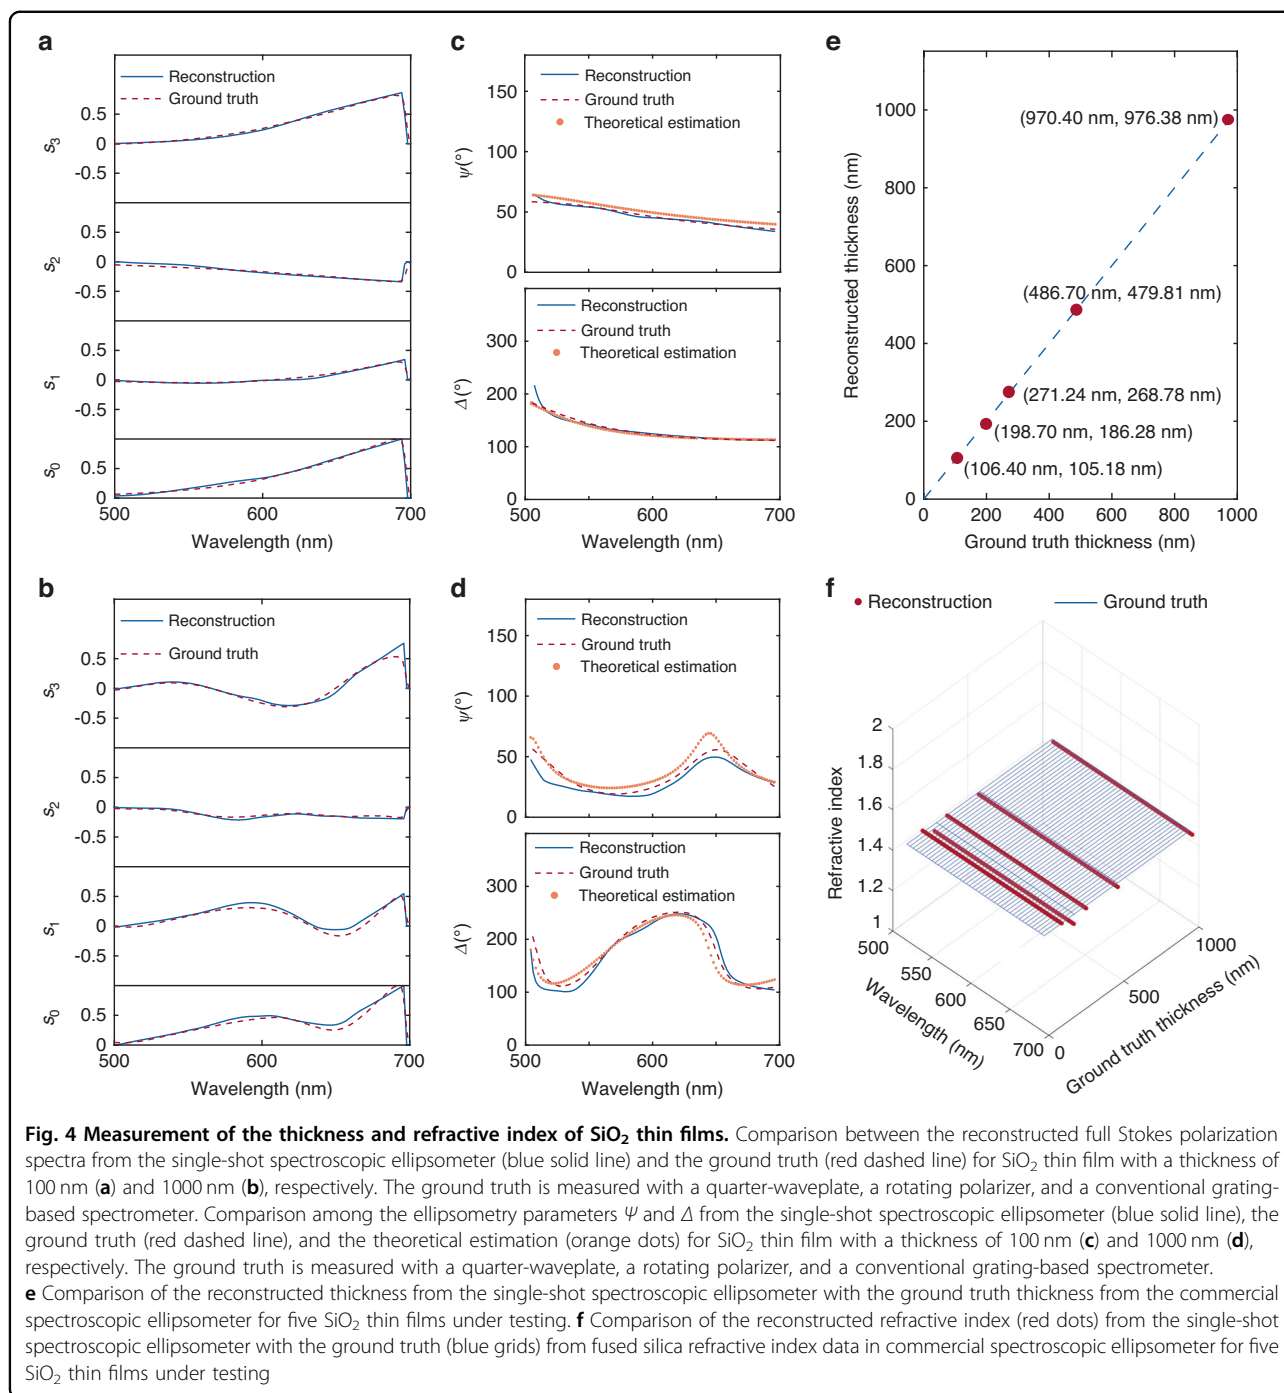 a
Reconstruction
Ground truth
0.5
0
-0.5
s3
0.5
0
-0.5
s2
0.5
0
-0.5
s1
0.5
0
s0
500
600
700
Wavelength (nm)
b
Reconstruction
Ground truth
0.5
0
-0.5
s3
0.5
0
-0.5
s2
0.5
0
-0.5
s1
0.5
0
s0
500
600
700
Wavelength (nm)
c
Reconstruction
Ground truth
Theoretical estimation
150
100
50
0
ψ(°)
Reconstruction
Ground truth
Theoretical estimation
300
200
100
0
Δ(°)
500
600
700
Wavelength (nm)
d
Reconstruction
Ground truth
Theoretical estimation
150
100
50
0
ψ(°)
Reconstruction
Ground truth
Theoretical estimation
300
200
100
0
Δ(°)
500
600
700
Wavelength (nm)
e
1000
800
600
400
200
0
Reconstructed thickness (nm)
(970.40 nm, 976.38 nm)
(486.70 nm, 479.81 nm)
(271.24 nm, 268.78 nm)
(198.70 nm, 186.28 nm)
(106.40 nm, 105.18 nm)
0
200
400
600
800
1000
Ground truth thickness (nm)
f
Reconstruction
Ground truth
2
1.8
1.6
1.4
1.2
1
Refractive index
500
550
600
650
700
Wavelength (nm)
0
500
1000
Ground truth thickness (nm)
Fig. 4 Measurement of the thickness and refractive index of SiO2 thin films. Comparison between the reconstructed full Stokes polarization
spectra from the single-shot spectroscopic ellipsometer (blue solid line) and the ground truth (red dashed line) for SiO2 thin film with a thickness of
100 nm (a) and 1000 nm (b), respectively. The ground truth is measured with a quarter-waveplate, a rotating polarizer, and a conventional grating-
based spectrometer. Comparison among the ellipsometry parameters Ψ and Δ from the single-shot spectroscopic ellipsometer (blue solid line), the
ground truth (red dashed line), and the theoretical estimation (orange dots) for SiO2 thin film with a thickness of 100 nm (c) and 1000 nm (d),
respectively. The ground truth is measured with a quarter-waveplate, a rotating polarizer, and a conventional grating-based spectrometer.
e Comparison of the reconstructed thickness from the single-shot spectroscopic ellipsometer with the ground truth thickness from the commercial
spectroscopic ellipsometer for five SiO2 thin films under testing. f Comparison of the reconstructed refractive index (red dots) from the single-shot
spectroscopic ellipsometer with the ground truth (blue grids) from fused silica refractive index data in commercial spectroscopic ellipsometer for five
SiO2 thin films under testing